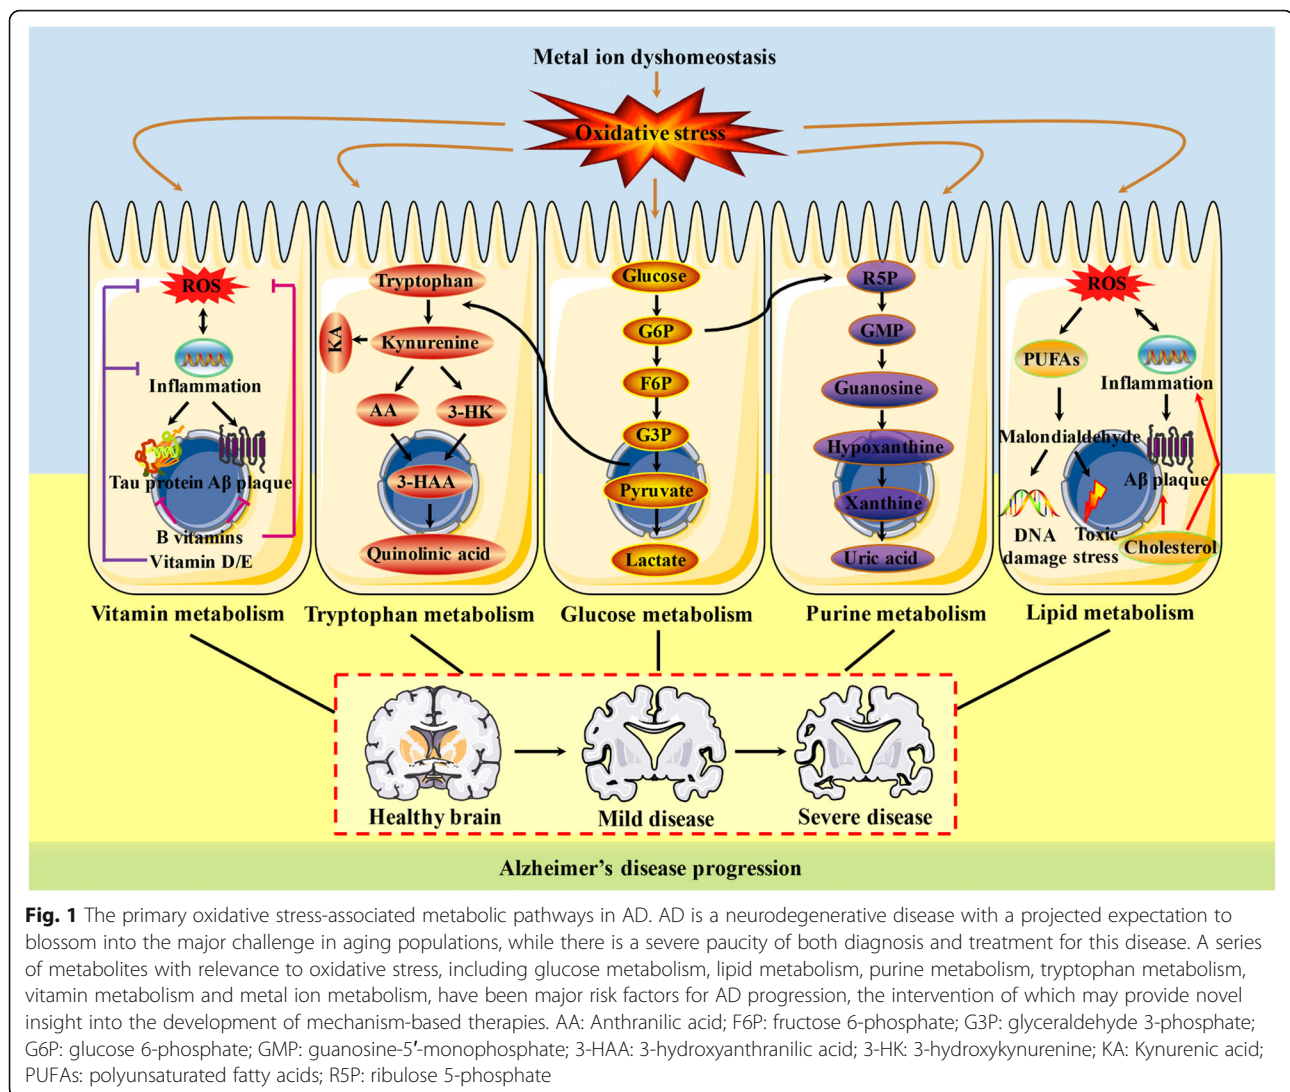 Metal ion dyshomeostasis
Oxidative stress
ROS
Inflammation
Tau protein Aβ plaque
B vitamins
Vitamin D/E
Vitamin metabolism
Tryptophan
KA
Kynurenine
AA
3-HK
3-HAA
Quinolinic acid
Tryptophan metabolism
Glucose
G6P
F6P
G3P
Pyruvate
Lactate
Glucose metabolism
R5P
GMP
Guanosine
Hypoxanthine
Xanthine
Uric acid
Purine metabolism
ROS
PUFAs
Inflammation
Malondialdehyde
Aβ plaque
DNA
damage
Toxic
stress
Cholesterol
Lipid metabolism
Healthy brain
Mild disease
Severe disease
Alzheimer's disease progression
Fig. 1 The primary oxidative stress-associated metabolic pathways in AD. AD is a neurodegenerative disease with a projected expectation to
blossom into the major challenge in aging populations, while there is a severe paucity of both diagnosis and treatment for this disease. A series
of metabolites with relevance to oxidative stress, including glucose metabolism, lipid metabolism, purine metabolism, tryptophan metabolism,
vitamin metabolism and metal ion metabolism, have been major risk factors for AD progression, the intervention of which may provide novel
insight into the development of mechanism-based therapies. AA: Anthranilic acid; F6P: fructose 6-phosphate; G3P: glyceraldehyde 3-phosphate;
G6P: glucose 6-phosphate; GMP: guanosine-5′-monophosphate; 3-HAA: 3-hydroxyanthranilic acid; 3-HK: 3-hydroxykynurenine; KA: Kynurenic acid;
PUFAs: polyunsaturated fatty acids; R5P: ribulose 5-phosphate